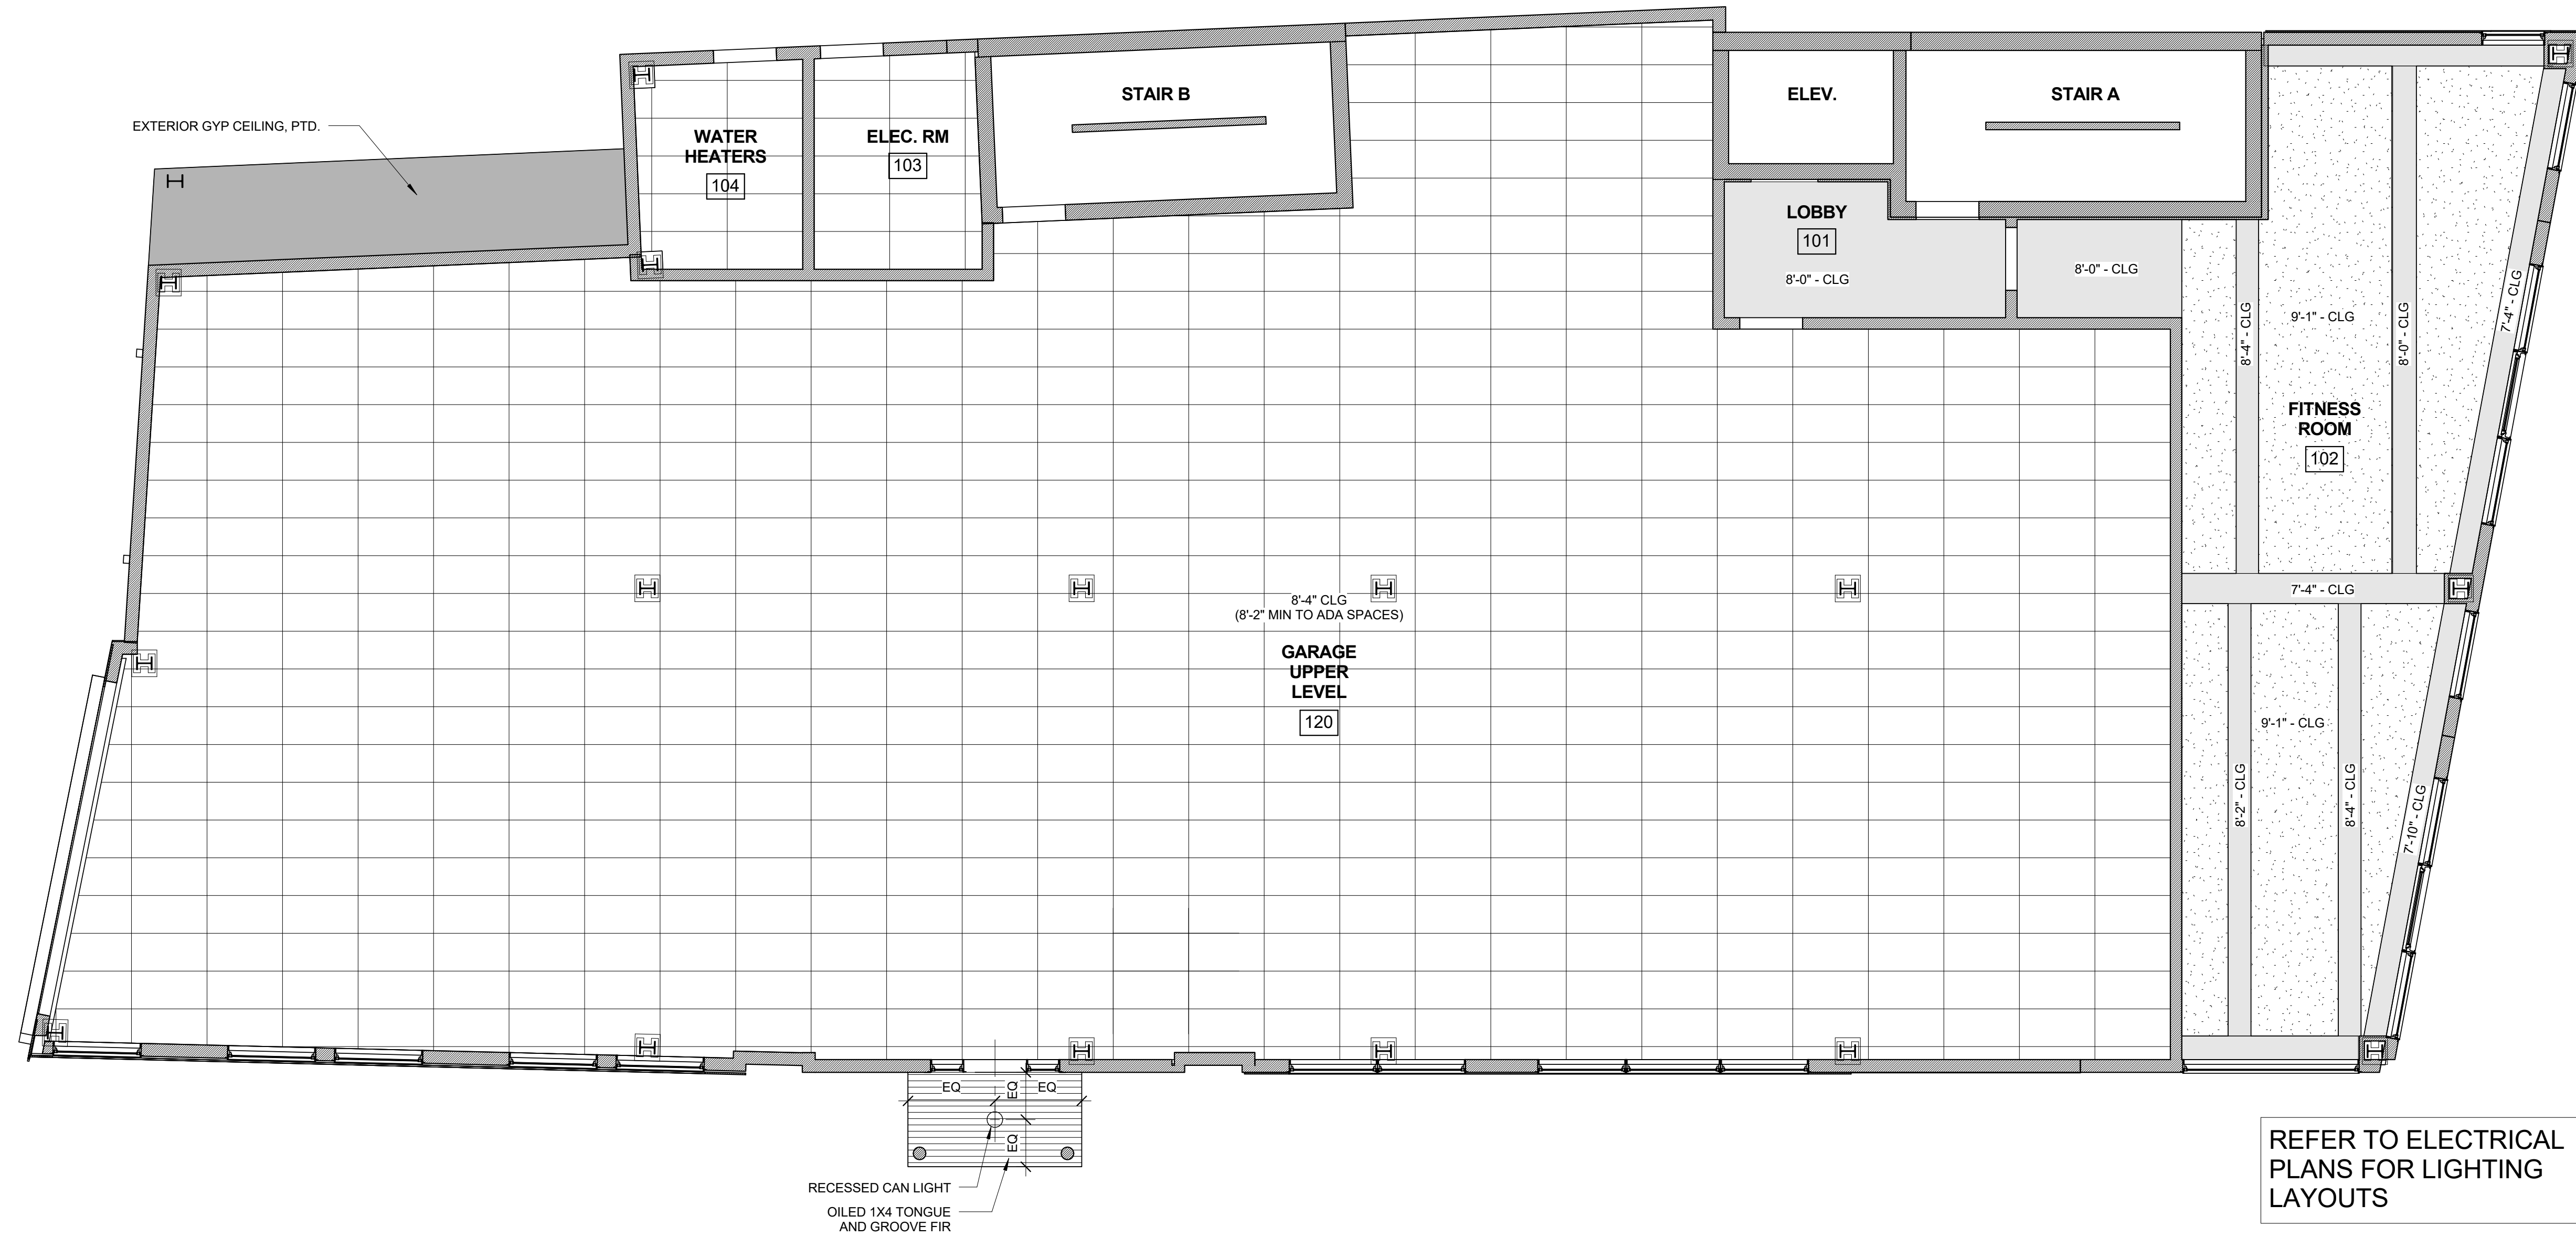 EXTERIOR GYP CEILING, PTD.
WATER
HEATERS
104
ELEC. RM
103
STAIR B
ELEV.
STAIR A
LOBBY
101
8'-0" - CLG
8'-0" - CLG
8'-4" - CLG
9'-1" - CLG
8'-0" - CLG
7'-4" - CLG
FITNESS
ROOM
102
7'-4" - CLG
8'-4" CLG
(8'-2" MIN TO ADA SPACES)
GARAGE
UPPER
LEVEL
120
9'-1" - CLG
8'-2" - CLG
8'-4" - CLG
7'-10" - CLG
EQ
EQ
EQ
EQ
RECESSED CAN LIGHT
OILED 1X4 TONGUE
AND GROOVE FIR
REFER TO ELECTRICAL
PLANS FOR LIGHTING
LAYOUTS